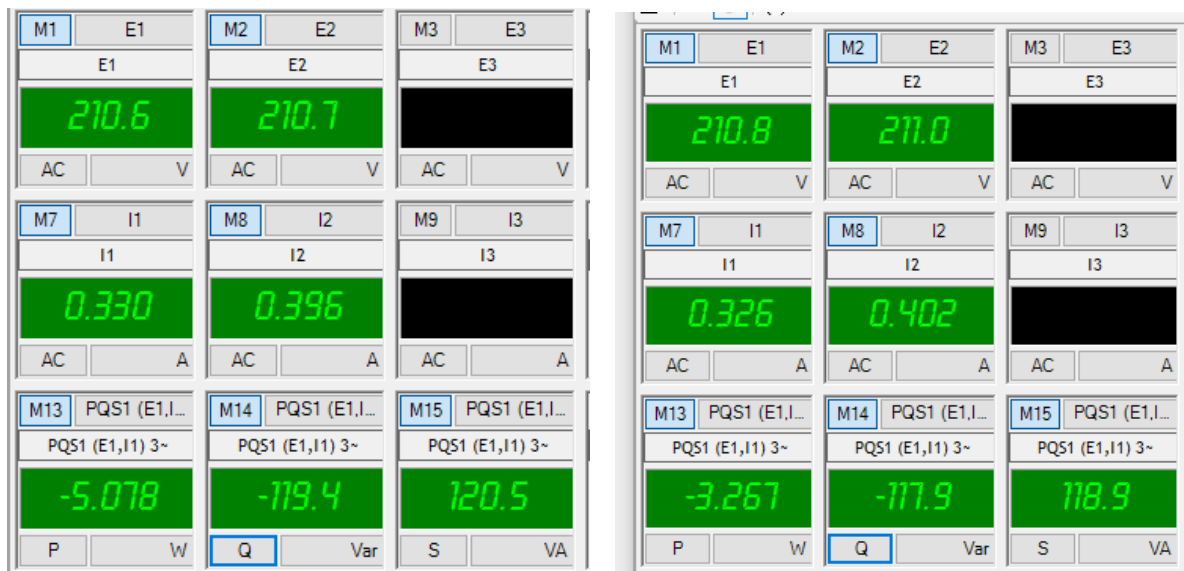 M1 E1 M2 E2 M3 E3
E1 E2 E3
210.6 210.7
AC V AC V AC V
M7 I1 M8 I2 M9 I3
I1 I2 I3
0.330 0.396
AC A AC A AC A
M13 PQS1 (E1,I... M14 PQS1 (E1,I... M15 PQS1 (E1,I...
PQS1 (E1,I1) 3~ PQS1 (E1,I1) 3~ PQS1 (E1,I1) 3~
-5.078 -119.4 120.5
P W Q Var S VA
M1 E1 M2 E2 M3 E3
E1 E2 E3
210.8 211.0
AC V AC V AC V
M7 I1 M8 I2 M9 I3
I1 I2 I3
0.326 0.402
AC A AC A AC A
M13 PQS1 (E1,I... M14 PQS1 (E1,I... M15 PQS1 (E1,I...
PQS1 (E1,I1) 3~ PQS1 (E1,I1) 3~ PQS1 (E1,I1) 3~
-3.267 -117.9 118.9
P W Q Var S VA